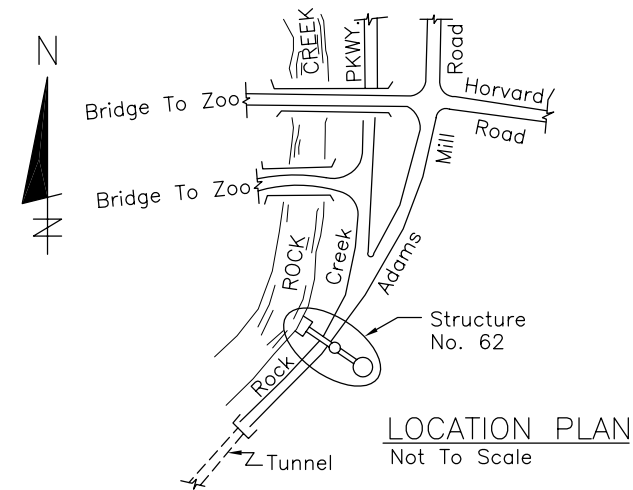 N
CREEK
PKWY.
Road
Horvard
Road
Bridge To Zoo
Mill
Bridge To Zoo
ROCK
Creek
Adams
Structure
No. 62
Rock
LOCATION PLAN
Not To Scale
Tunnel
N